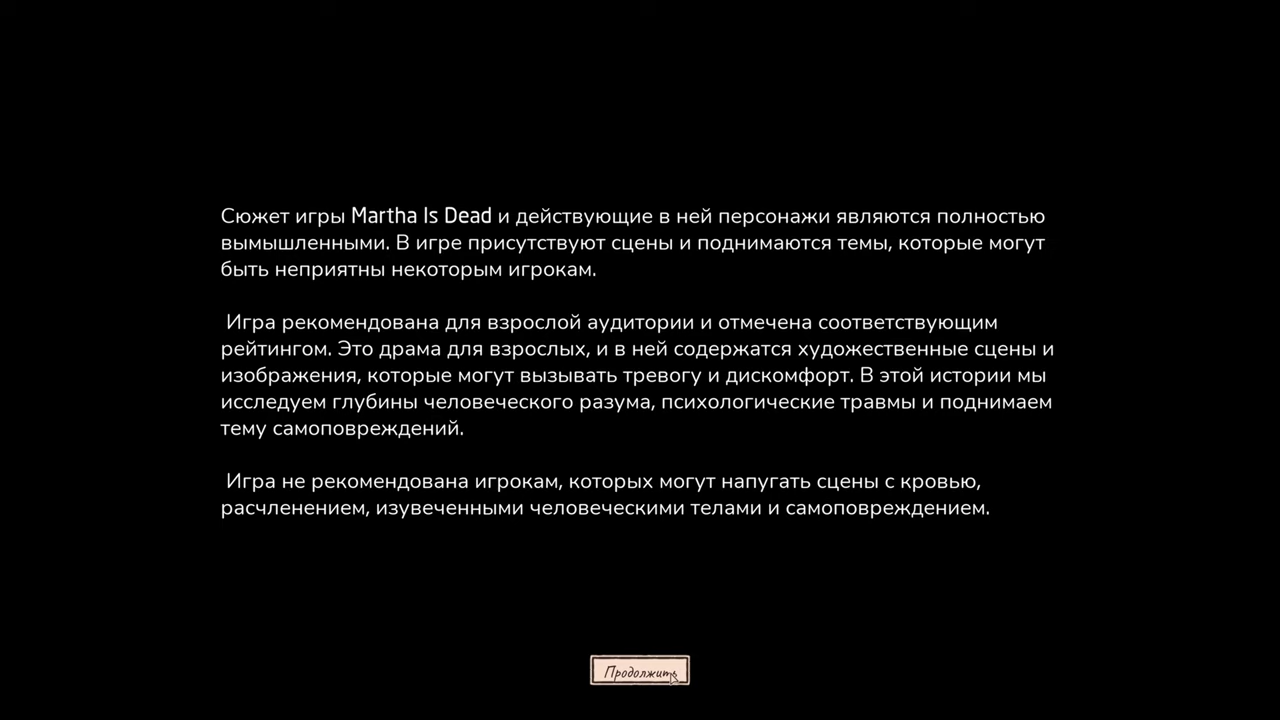 Сюжет игры Martha Is Dead и действующие в ней персонажи являются полностью
вымышленными. В игре присутствуют сцены и поднимаются темы, которые могут
быть неприятны некоторым игрокам.
Игра рекомендована для взрослой аудитории и отмечена соответствующим
рейтингом. Это драма для взрослых, и в ней содержатся художественные сцены и
изображения, которые могут вызывать тревогу и дискомфорт. В этой истории мы
исследуем глубины человеческого разума, психологические травмы и поднимаем
тему самоповреждений.
Игра не рекомендована игрокам, которых могут напугать сцены с кровью,
расчленением, изувеченными человеческими телами и самоповреждением.
Продолжить